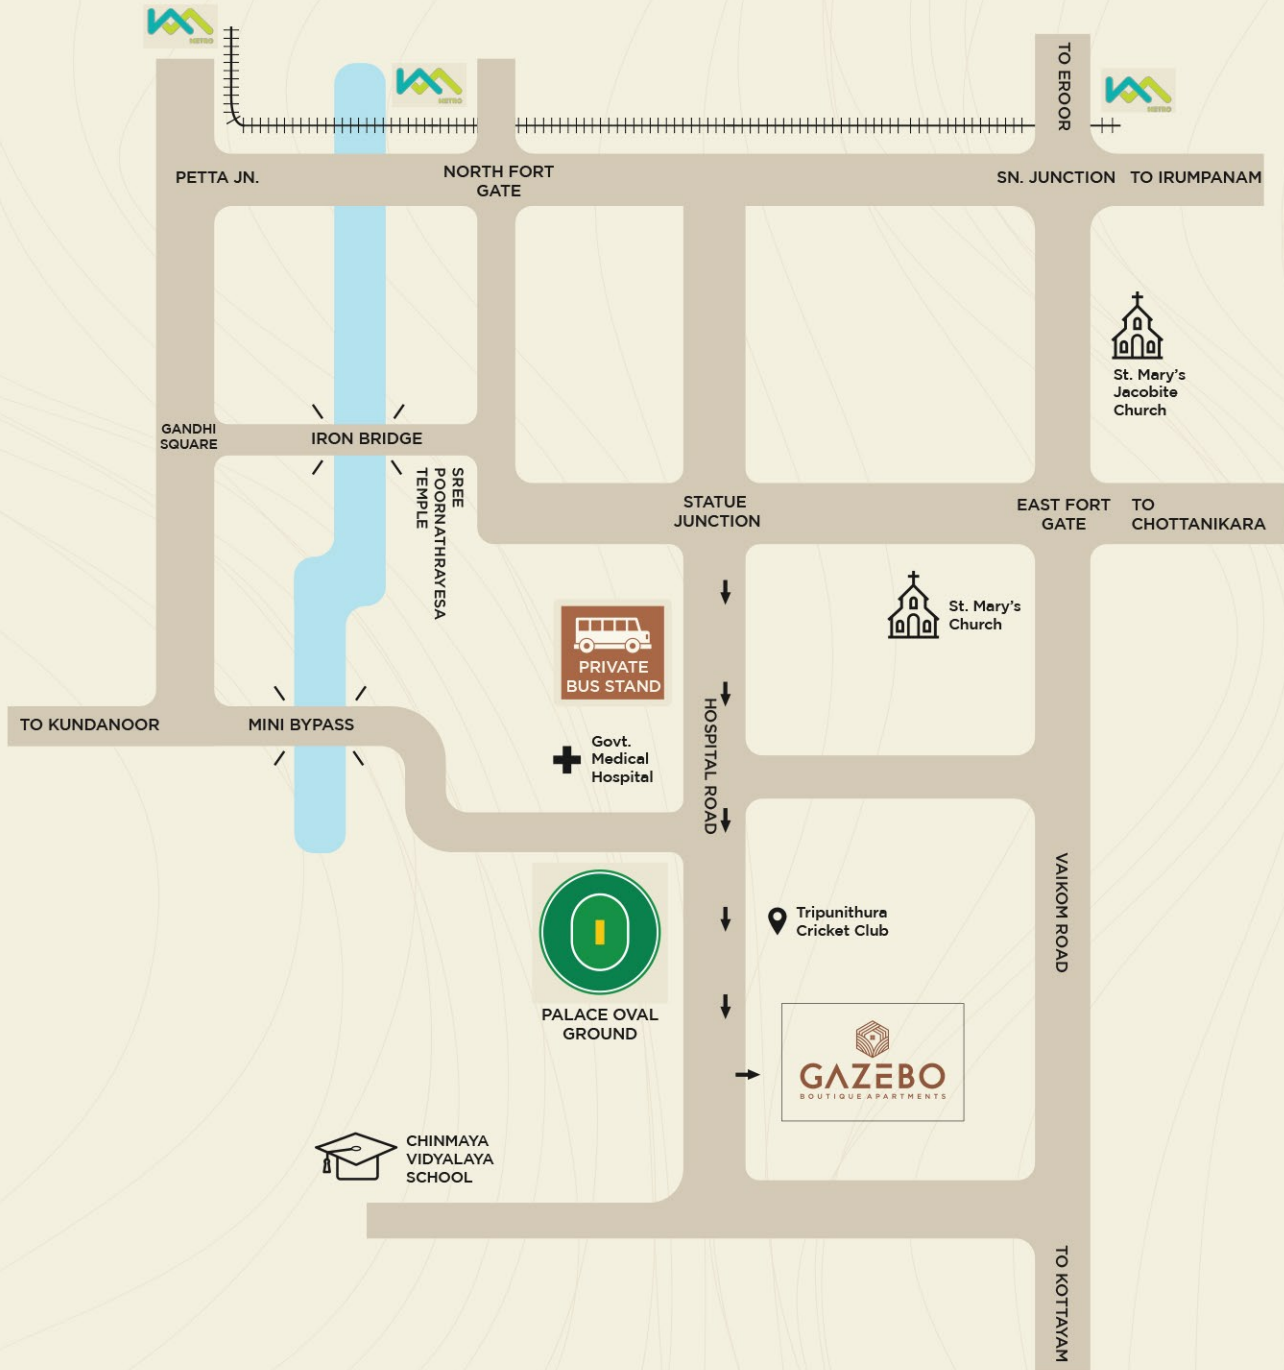 METRO
METRO
TO EROOR
METRO
PETTA JN.
NORTH FORT
GATE
SN. JUNCTION
TO IRUMPANAM
St. Mary's
Jacobite
Church
GANDHI
SQUARE
IRON BRIDGE
SREE
POORNATHRAYESA
TEMPLE
STATUE
JUNCTION
EAST FORT
GATE
TO
CHOTTANIKARA
St. Mary's
Church
PRIVATE
BUS STAND
TO KUNDANOOR
MINI BYPASS
Govt.
Medical
Hospital
HOSPITAL ROAD
VAIKOM ROAD
Tripunithura
Cricket Club
PALACE OVAL
GROUND
GAZEBO
BOUTIQUE APARTMENTS
CHINMAYA
VIDYALAYA
SCHOOL
TO KOTTAYAM